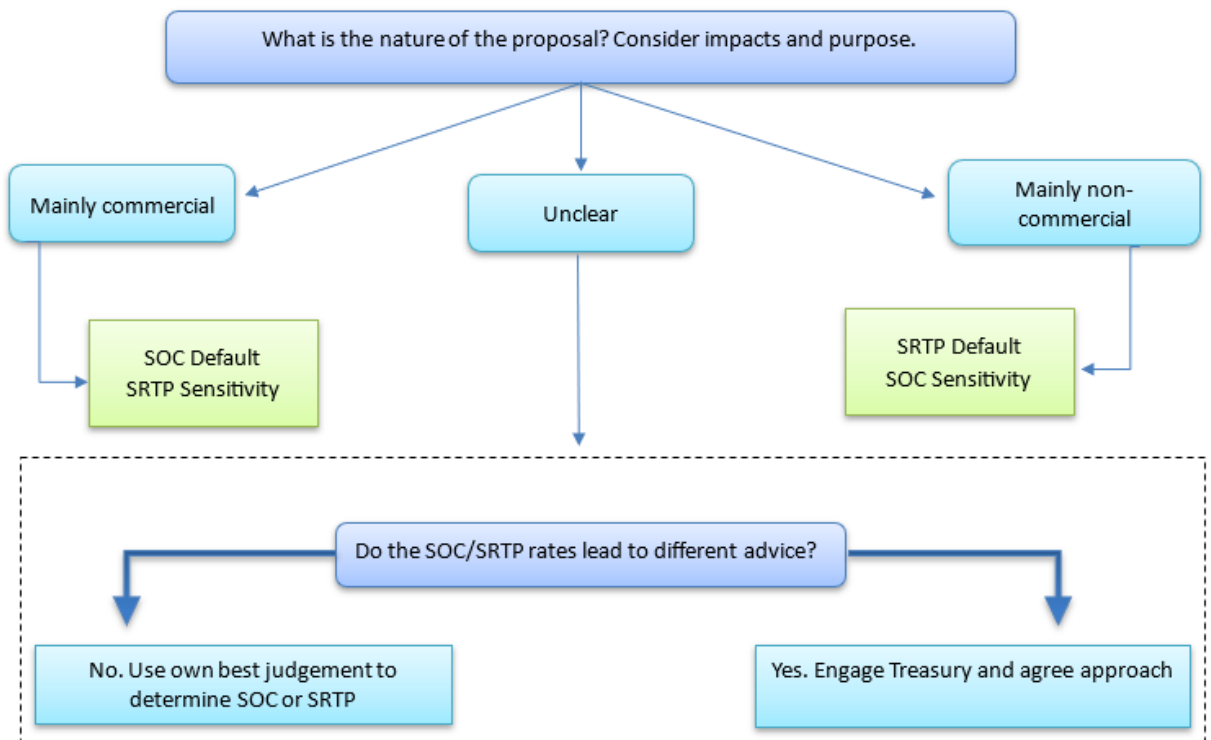 What is the nature of the proposal? Consider impacts and purpose.
Mainly commercial
Unclear
Mainly non-
commercial
SOC Default
SRTP Sensitivity
SRTP Default
SOC Sensitivity
Do the SOC/SRTP rates lead to different advice?
No. Use own best judgement to
determine SOC or SRTP
Yes. Engage Treasury and agree approach